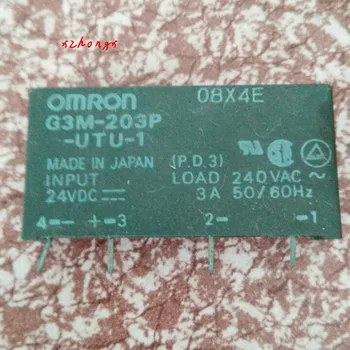 xzhongx
OMRON 08X4E
G3M-203P
-UTU-1
MADE IN JAPAN (P.D,3)
INPUT LOAD 240VAC ~
24VDC 3A 50/60Hz
4- +-3 2- -1